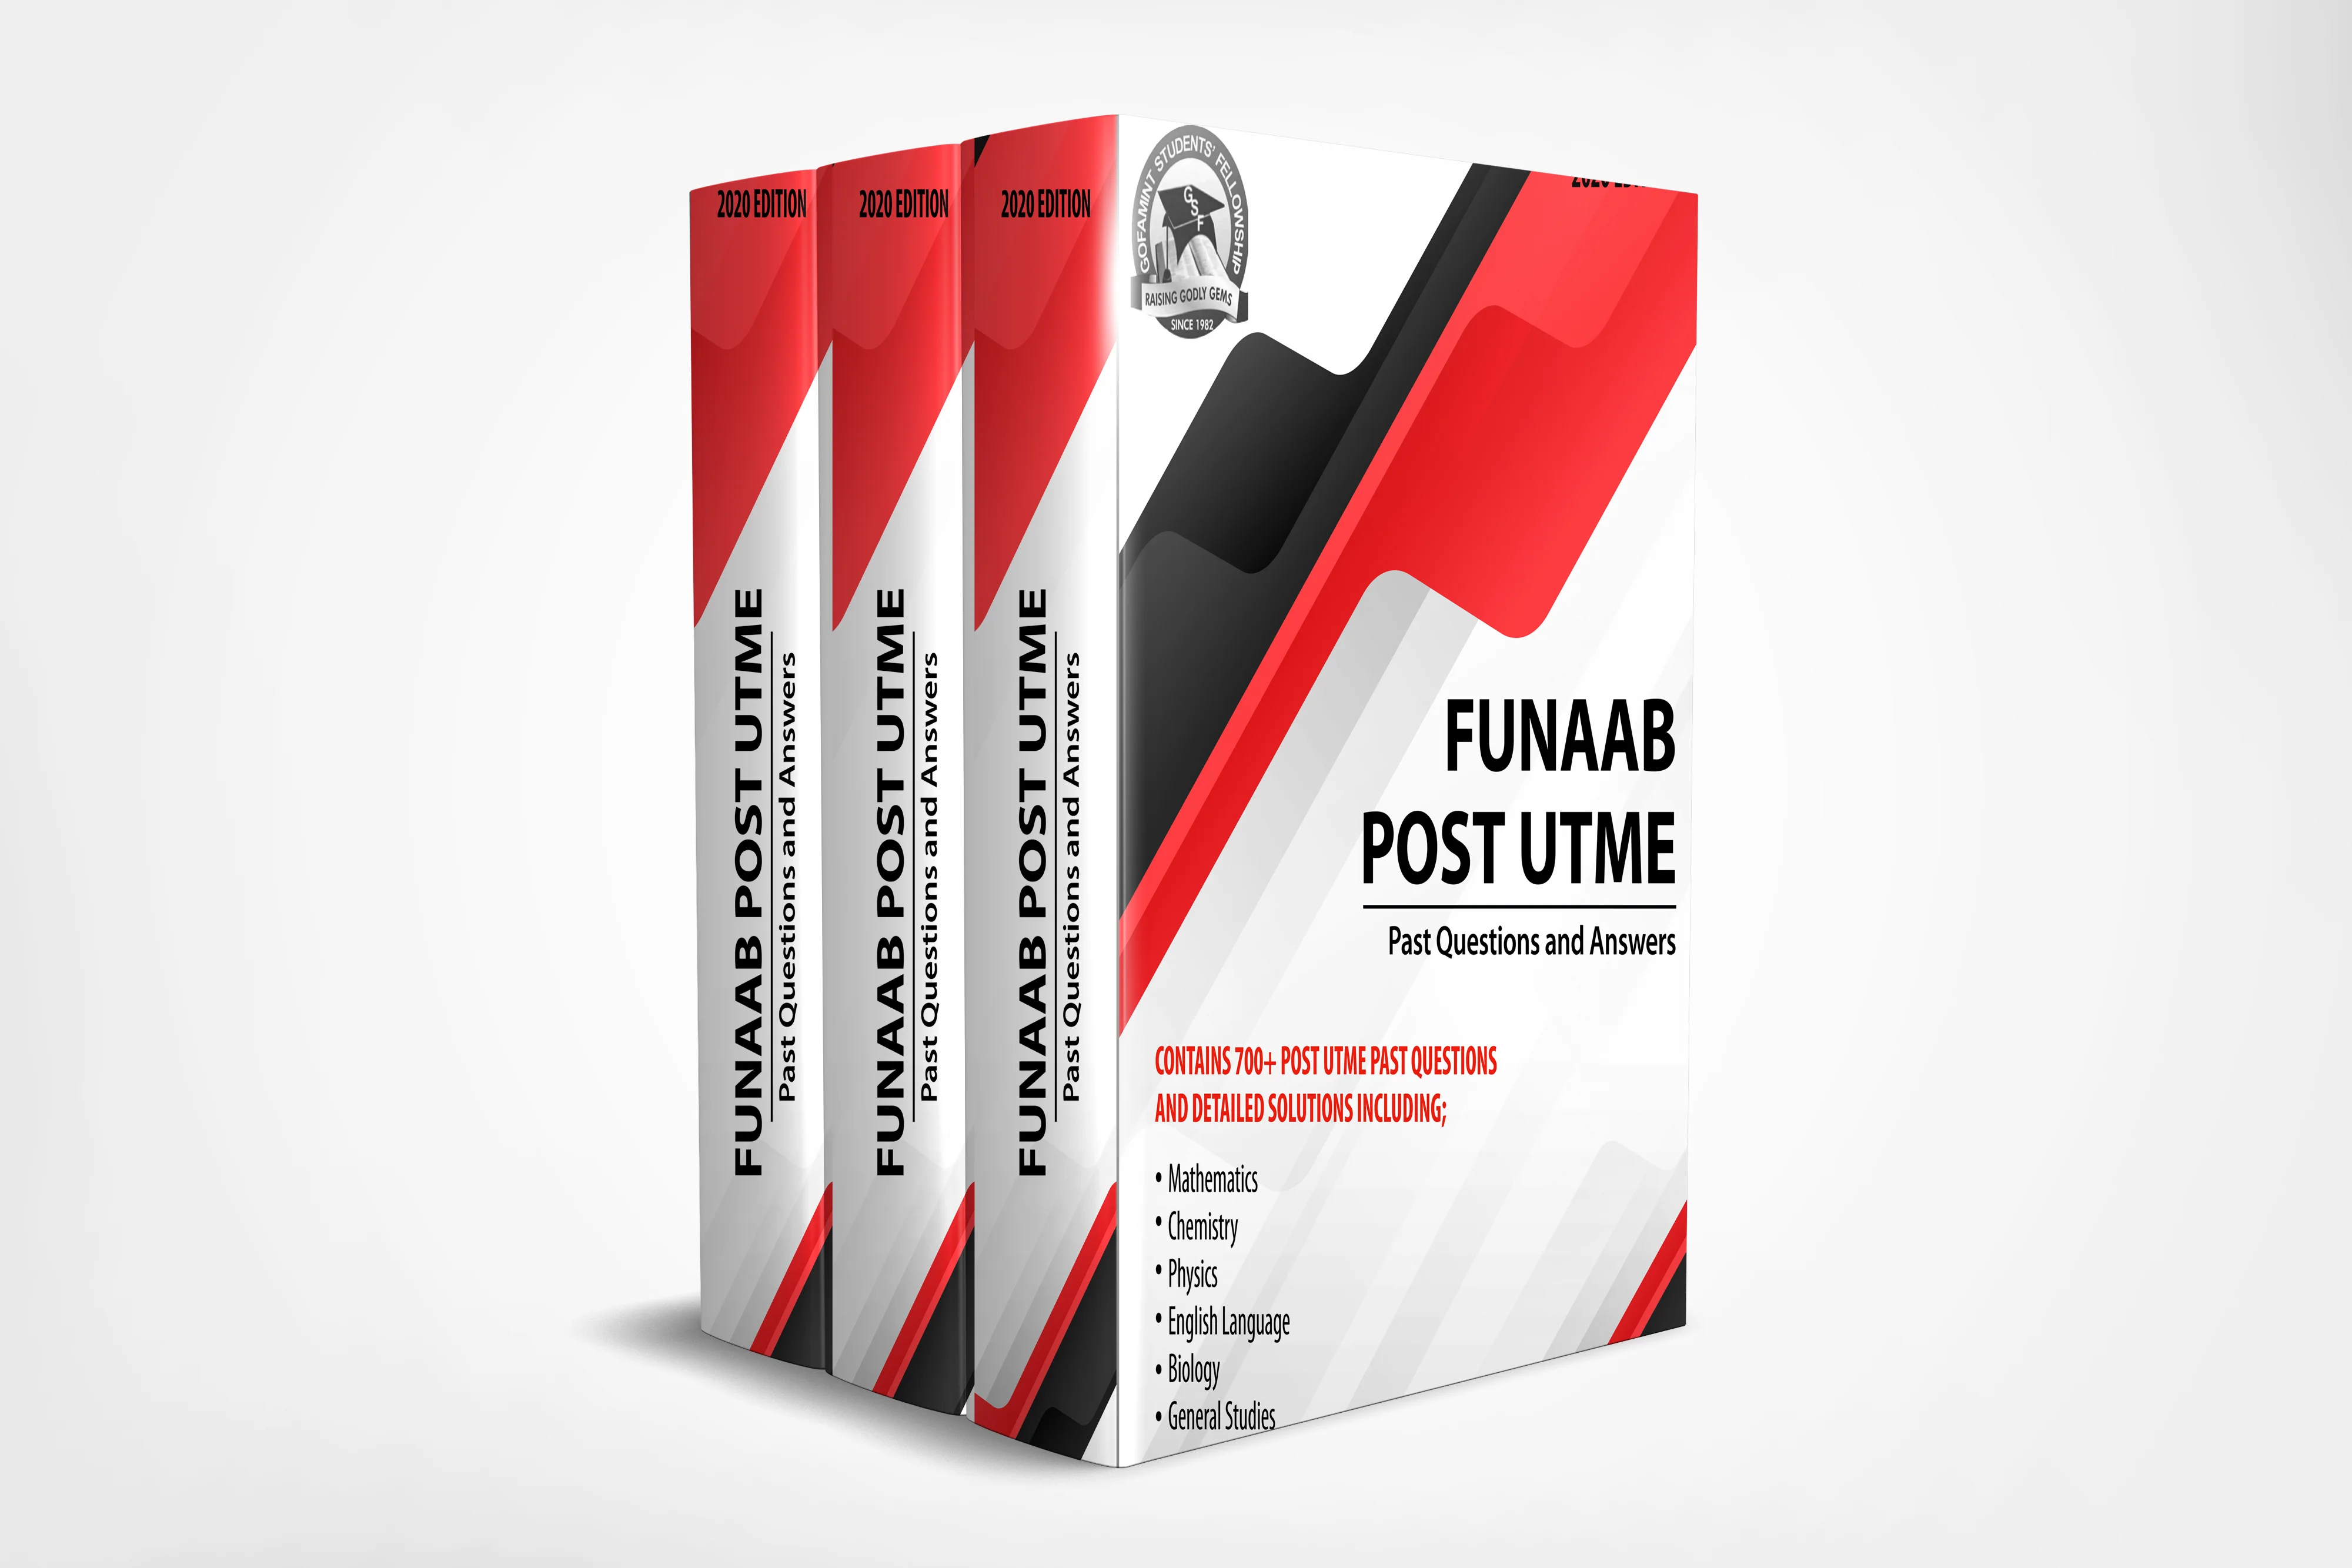 2020 EDITION
FUNAAB POST UTME
Past Questions and Answers
2020 EDITION
FUNAAB POST UTME
Past Questions and Answers
2020 EDITION
FUNAAB POST UTME
Past Questions and Answers
GOFAMINT STUDENTS' FELLOWSHIP
GSF
RAISING GODLY GEMS
SINCE 1982
FUNAAB
POST UTME
Past Questions and Answers
CONTAINS 700+ POST UTME PAST QUESTIONS
AND DETAILED SOLUTIONS INCLUDING;
• Mathematics
• Chemistry
• Physics
• English Language
• Biology
• General Studies